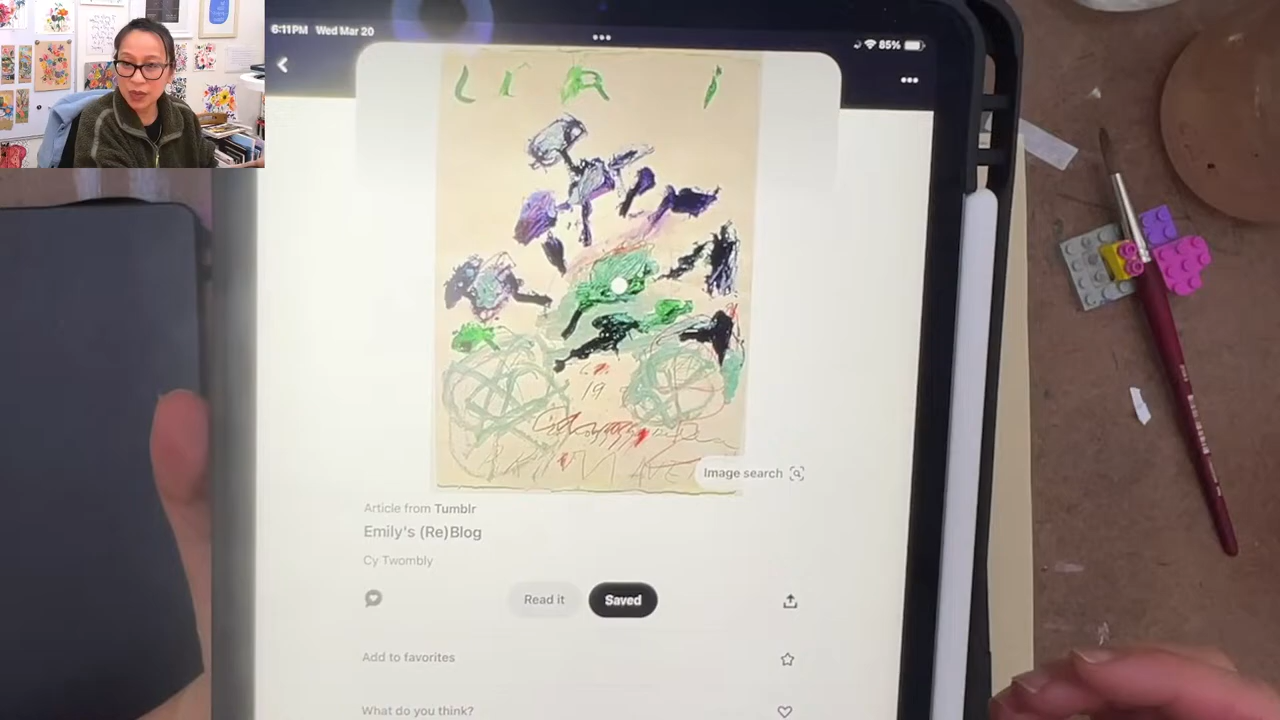 6:11PM Wed Mar 20
85%
19
Image search
Article from Tumblr
Emily's (Re)Blog
Cy Twombly
Read it
Saved
Add to favorites
What do you think?